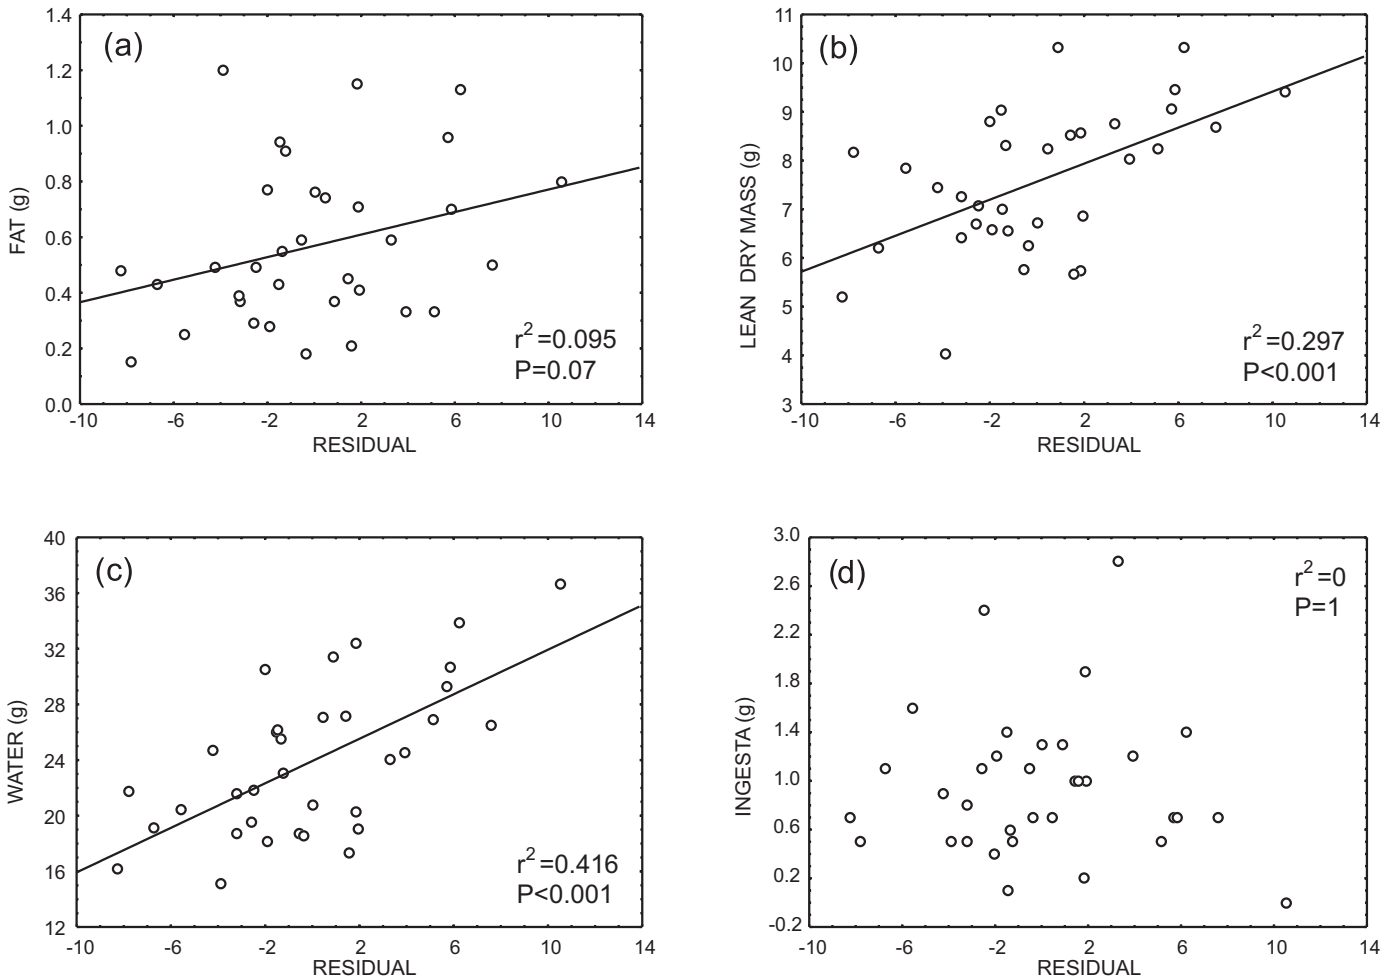 (a)
FAT (g)
1.4
1.2
1.0
0.8
0.6
0.4
0.2
0.0
r²=0.095
P=0.07
-10 -6 -2 2 6 10 14
RESIDUAL
(b)
LEAN DRY MASS (g)
11
10
9
8
7
6
5
4
3
r²=0.297
P<0.001
-10 -6 -2 2 6 10 14
RESIDUAL
(c)
WATER (g)
40
36
32
28
24
20
16
12
r²=0.416
P<0.001
-10 -6 -2 2 6 10 14
RESIDUAL
(d)
INGESTA (g)
3.0
2.6
2.2
1.8
1.4
1.0
0.6
0.2
-0.2
r²=0
P=1
-10 -6 -2 2 6 10 14
RESIDUAL